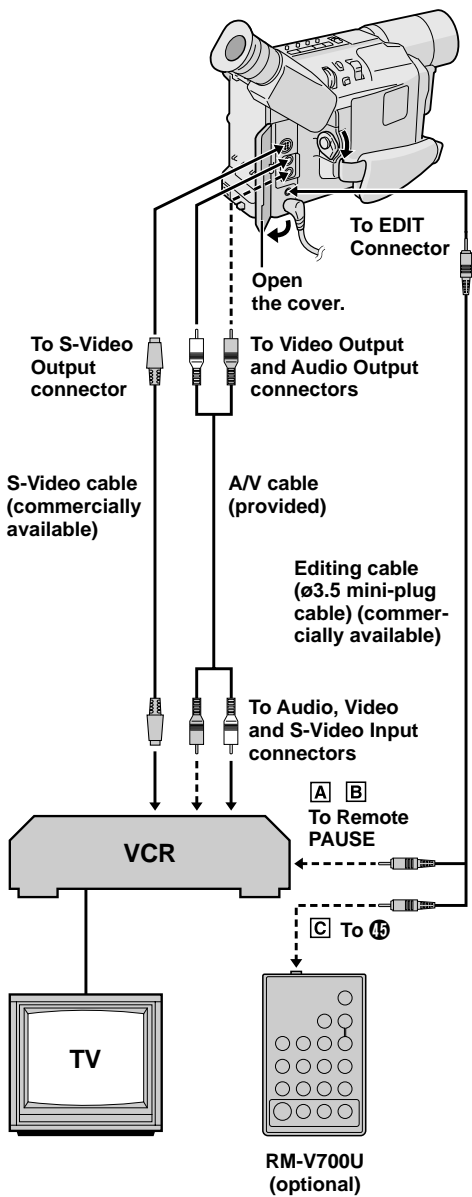 To EDIT
Connector
Open
the cover.
To S-Video
Output
connector
To Video Output
and Audio Output
connectors
S-Video cable
(commercially
available)
A/V cable
(provided)
Editing cable
(ø3.5 mini-plug
cable) (commer-
cially available)
To Audio, Video
and S-Video Input
connectors
A B
To Remote
PAUSE
VCR
C To 45
TV
RM-V700U
(optional)